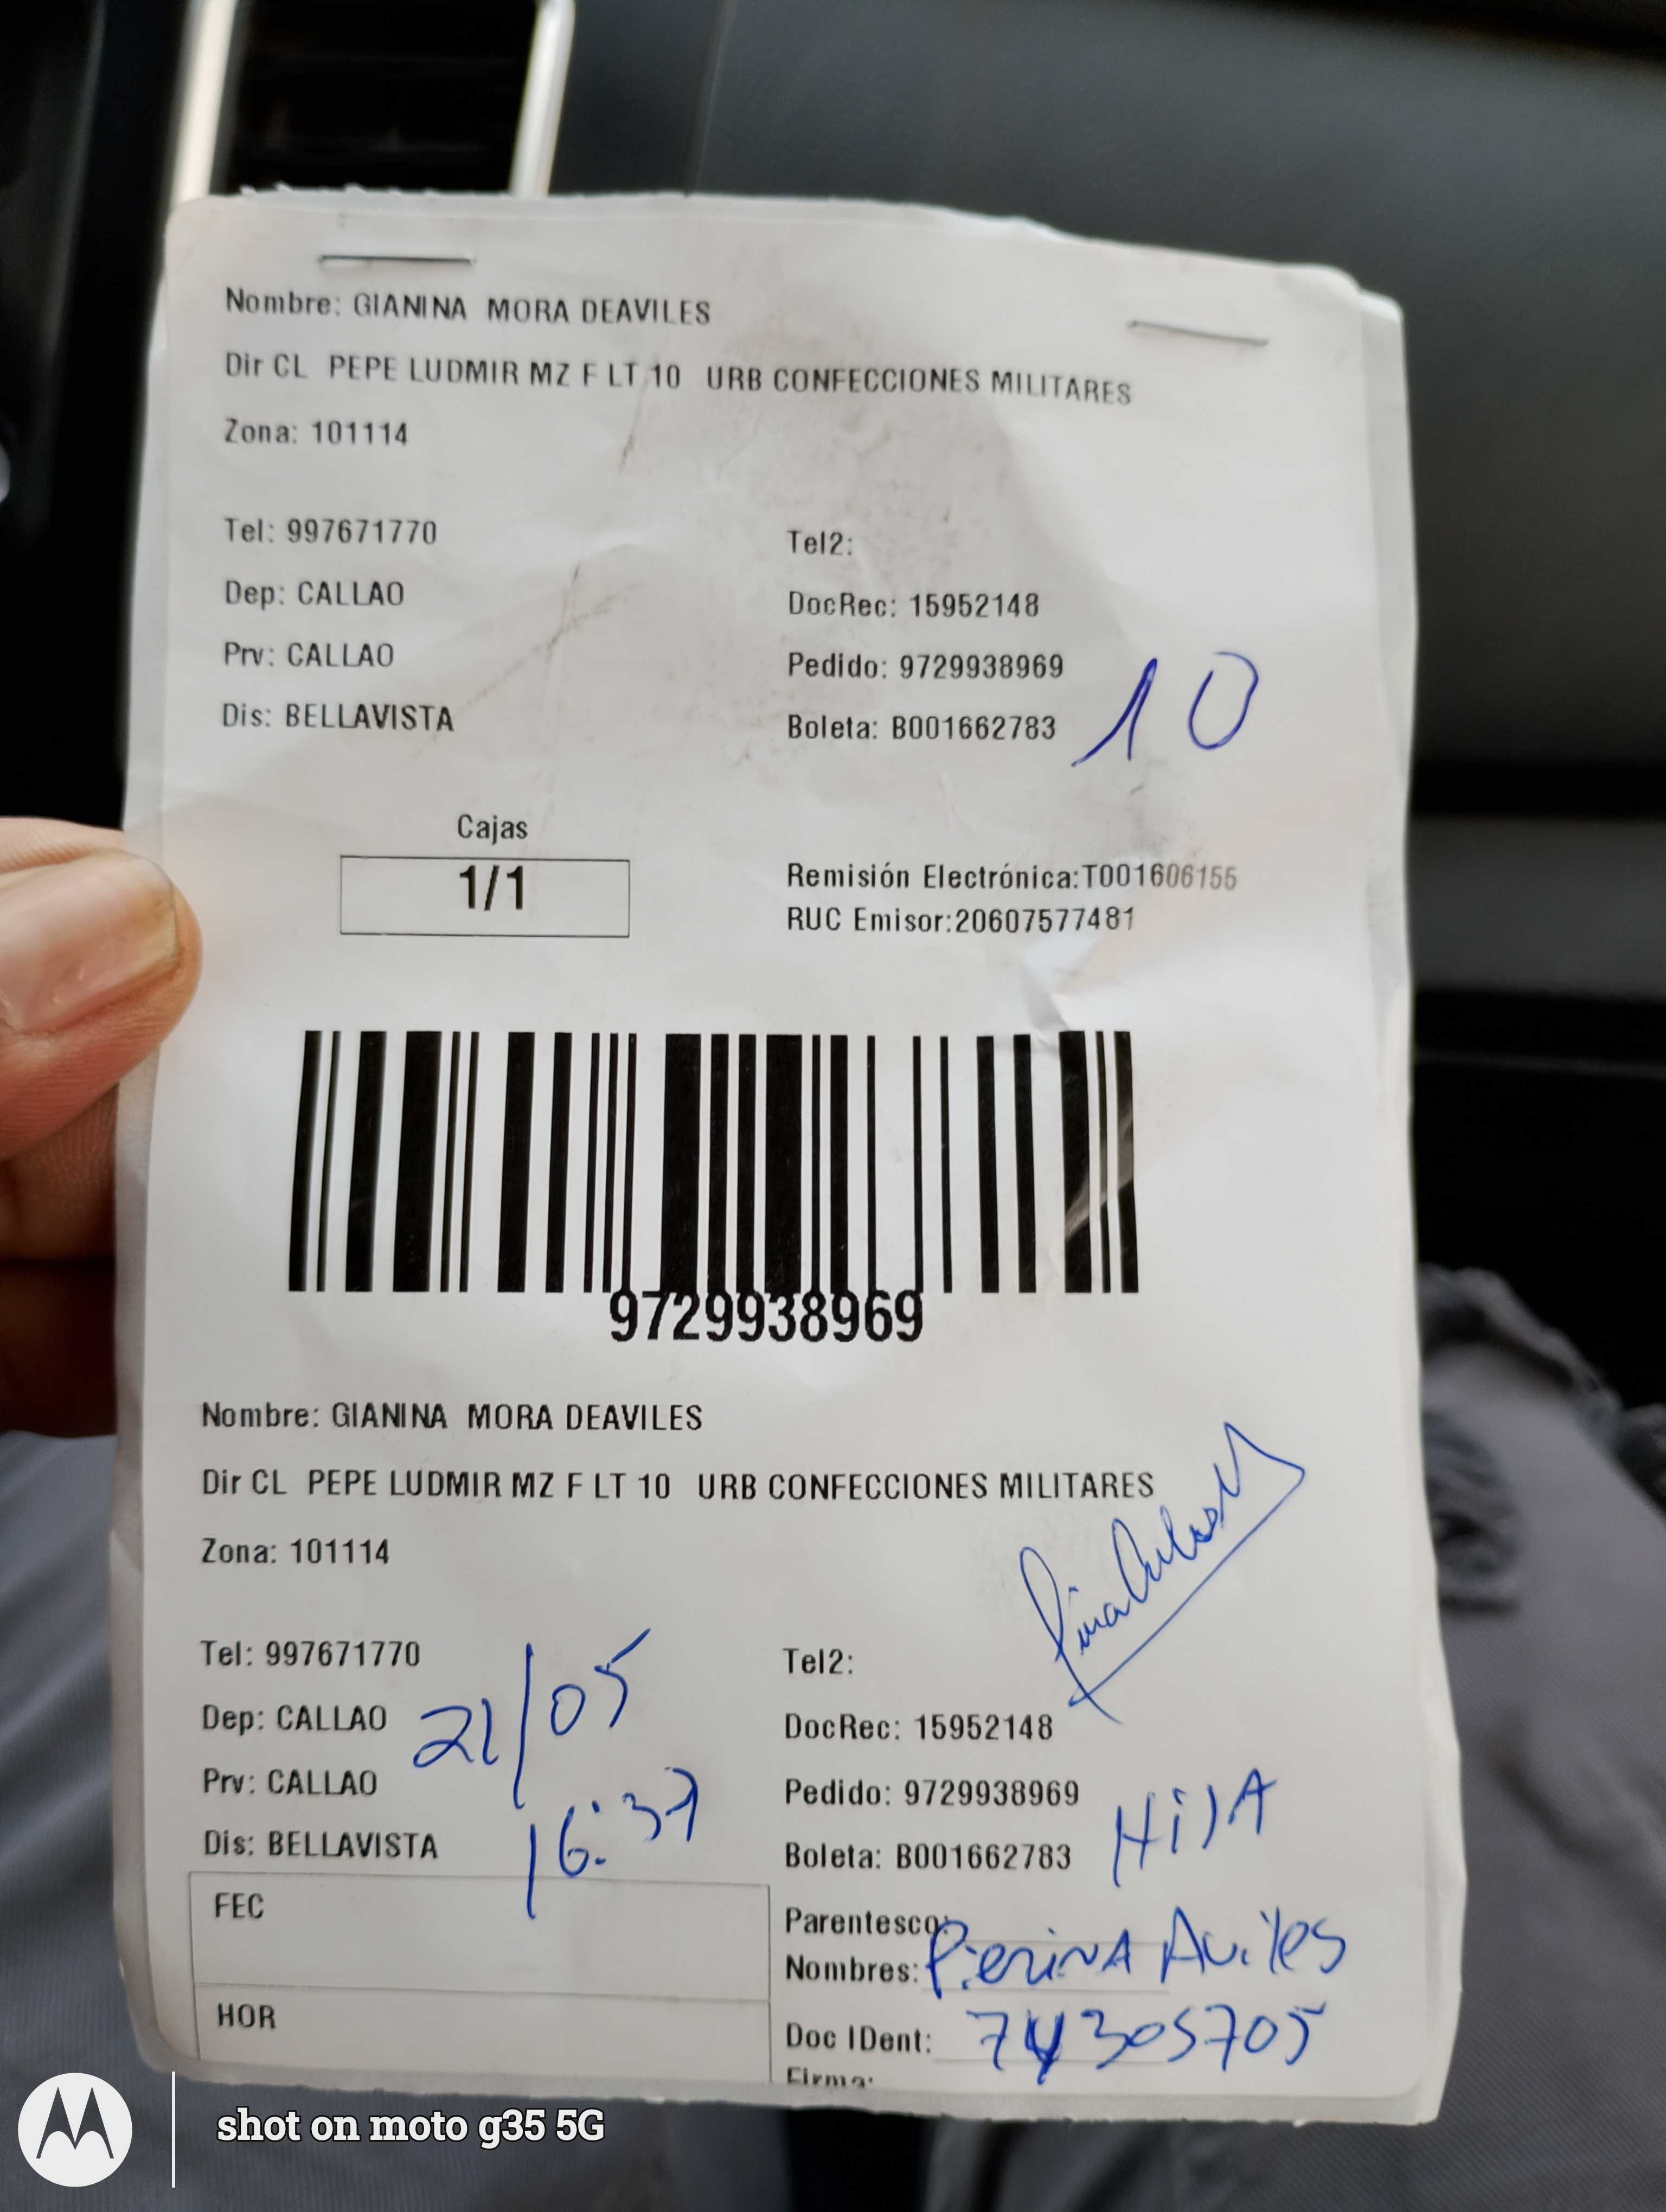 Nombre: GIANINA MORA DEAVILES
Dir CL PEPE LUDMIR MZ F LT 10 URB CONFECCIONES MILITARES
Zona: 101114
Tel: 997671770 Tel2:
Dep: CALLAO DocRec: 15952148
Prv: CALLAO Pedido: 9729938969
Dis: BELLAVISTA Boleta: B001662783
10
Cajas
1/1
Remisión Electrónica:T001606155
RUC Emisor:20607577481
9729938969
Nombre: GIANINA MORA DEAVILES
Dir CL PEPE LUDMIR MZ F LT 10 URB CONFECCIONES MILITARES
Zona: 101114
Tel: 997671770 Tel2:
Dep: CALLAO DocRec: 15952148
21/05
Prv: CALLAO Pedido: 9729938969
16:37
Dis: BELLAVISTA Boleta: B001662783
HiJA
FEC
Parentesco:
Nombres: PierinA Aviles
HOR
Doc IDent: 74305705
Firma:
shot on moto g35 5G